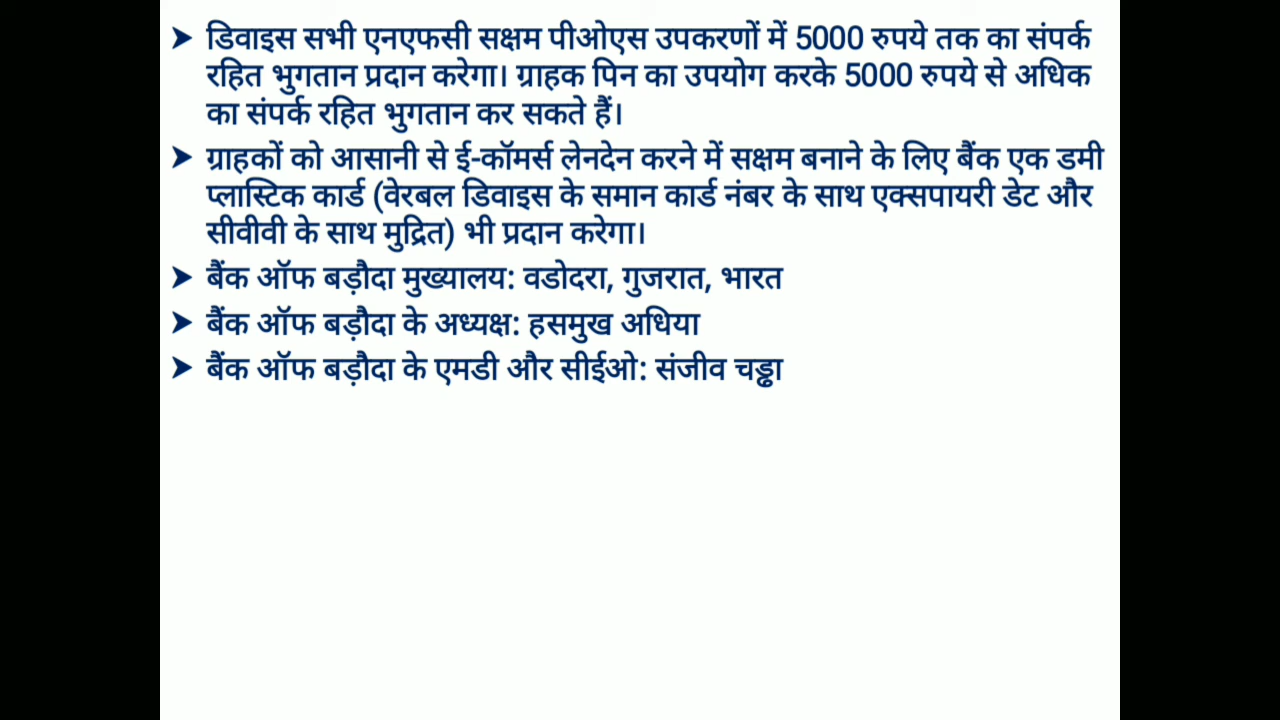 ➤ डिवाइस सभी एनएफसी सक्षम पीओएस उपकरणों में 5000 रुपये तक का संपर्क
रहित भुगतान प्रदान करेगा। ग्राहक पिन का उपयोग करके 5000 रुपये से अधिक
का संपर्क रहित भुगतान कर सकते हैं।
➤ ग्राहकों को आसानी से ई-कॉमर्स लेनदेन करने में सक्षम बनाने के लिए बैंक एक डमी
प्लास्टिक कार्ड (वेरबल डिवाइस के समान कार्ड नंबर के साथ एक्सपायरी डेट और
सीवीवी के साथ मुद्रित) भी प्रदान करेगा।
➤ बैंक ऑफ बड़ौदा मुख्यालय: वडोदरा, गुजरात, भारत
➤ बैंक ऑफ बड़ौदा के अध्यक्ष: हसमुख अधिया
➤ बैंक ऑफ बड़ौदा के एमडी और सीईओ: संजीव चड्ढा